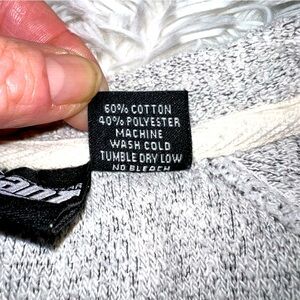 60% COTTON
40% POLYESTER
MACHINE
WASH COLD
TUMBLE DRY LOW
NO BLEACH